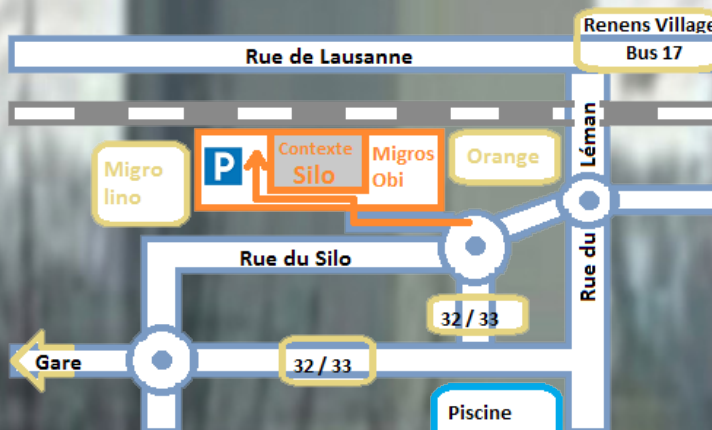 Renens Village
Rue de Lausanne
Bus 17
Contexte
Silo
P
Migros
Obi
Orange
Migro
lino
Rue du Léman
Rue du Silo
32 / 33
Gare
32 / 33
Piscine